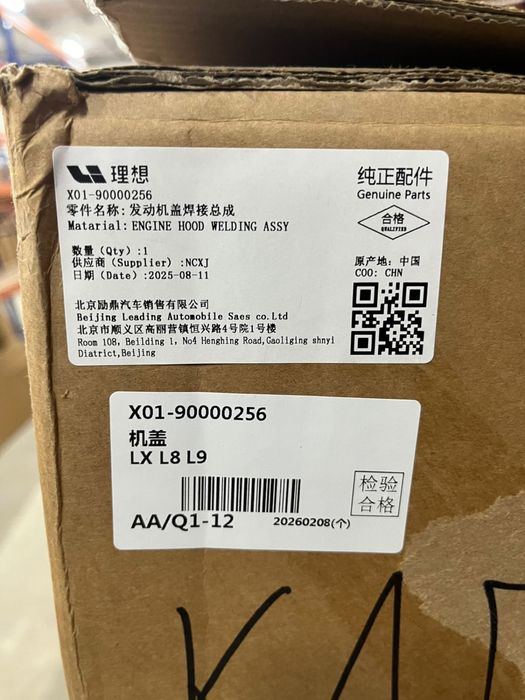 理想
纯正配件
Genuine Parts
X01-90000256
零件名称:发动机盖焊接总成
Matarial:ENGINE HOOD WELDING ASSY
合格
QUALIFIED
数量(Qty):1
供应商(Supplier):NCXJ
日期(Date):2025-08-11
原产地: 中国
COO: CHN
北京励鼎汽车销售有限公司
Beijing Leading Automobile Saes co.Ltd
北京市顺义区高丽营镇恒兴路4号院1号楼
Room 108, Beilding 1, No4 Henghing Road,Gaoliging shnyi
Diatrict,Beijing
X01-90000256
机盖
LX L8 L9
检验
合格
AA/Q1-12
20260208(个)